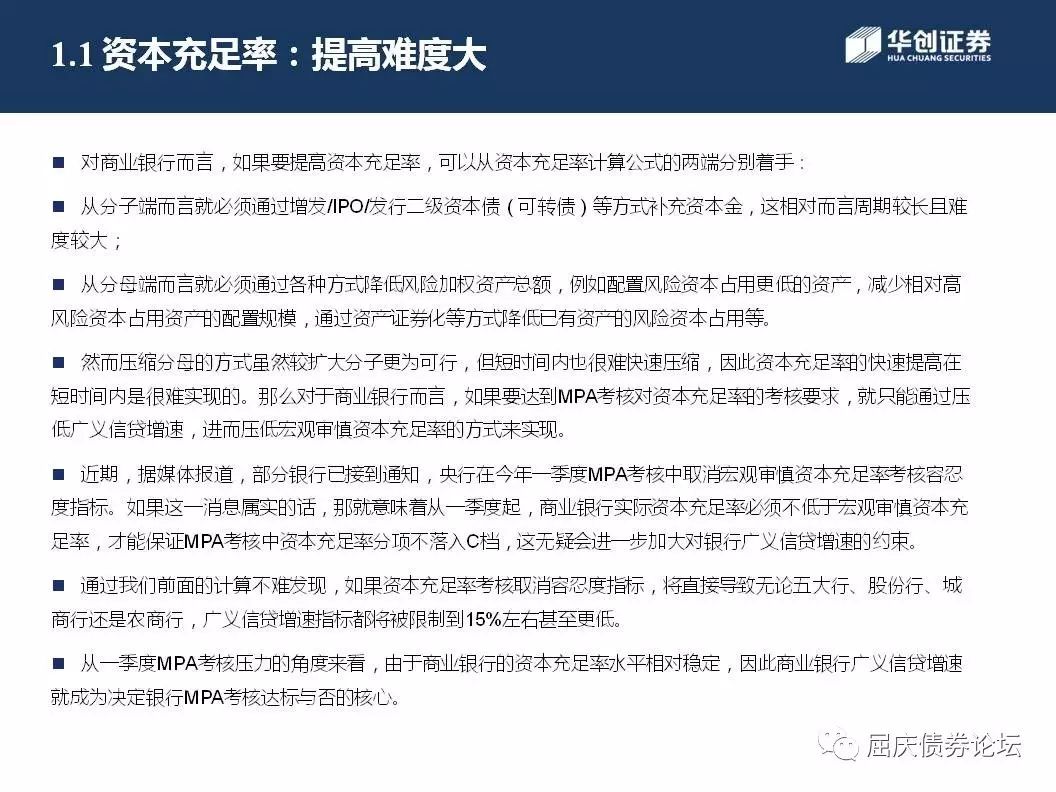 1.1 资本充足率：提高难度大
华创证券
HUA CHUANG SECURITIES
■ 对商业银行而言，如果要提高资本充足率，可以从资本充足率计算公式的两端分别着手：
■ 从分子端而言就必须通过增发/IPO/发行二级资本债（可转债）等方式补充资本金，这相对而言周期较长且难
度较大；
■ 从分母端而言就必须通过各种方式降低风险加权资产总额，例如配置风险资本占用更低的资产，减少相对高
风险资本占用资产的配置规模，通过资产证券化等方式降低已有资产的风险资本占用等。
■ 然而压缩分母的方式虽然较扩大分子更为可行，但短时间内也很难快速压缩，因此资本充足率的快速提高在
短时间内是很难实现的。那么对于商业银行而言，如果要达到MPA考核对资本充足率的考核要求，就只能通过压
低广义信贷增速，进而压低宏观审慎资本充足率的方式来实现。
■ 近期，据媒体报道，部分银行已接到通知，央行在今年一季度MPA考核中取消宏观审慎资本充足率考核容忍
度指标。如果这一消息属实的话，那就意味着从一季度起，商业银行实际资本充足率必须不低于宏观审慎资本充
足率，才能保证MPA考核中资本充足率分项不落入C档，这无疑会进一步加大对银行广义信贷增速的约束。
■ 通过我们前面的计算不难发现，如果资本充足率考核取消容忍度指标，将直接导致无论五大行、股份行、城
商行还是农商行，广义信贷增速指标都将被限制到15%左右甚至更低。
■ 从一季度MPA考核压力的角度来看，由于商业银行的资本充足率水平相对稳定，因此商业银行广义信贷增速
就成为决定银行MPA考核达标与否的核心。
屈庆债券论坛